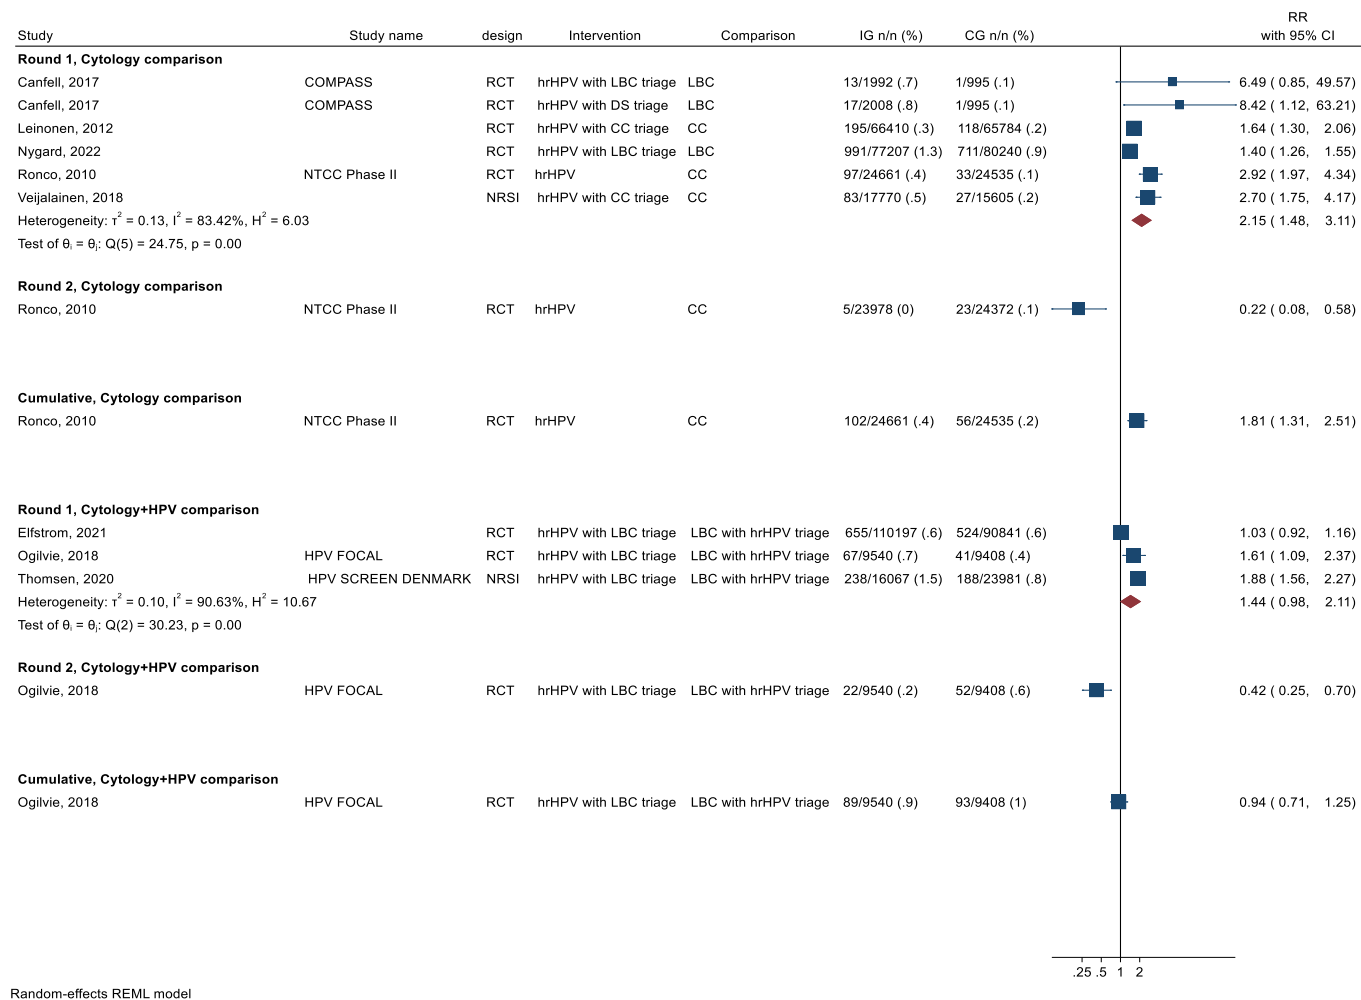 RR
Study Study name design Intervention Comparison IG n/n (%) CG n/n (%) with 95% CI
Round 1, Cytology comparison
Canfell, 2017 COMPASS RCT hrHPV with LBC triage LBC 13/1992 (.7) 1/995 (.1) 6.49 ( 0.85, 49.57)
Canfell, 2017 COMPASS RCT hrHPV with DS triage LBC 17/2008 (.8) 1/995 (.1) 8.42 ( 1.12, 63.21)
Leinonen, 2012 RCT hrHPV with CC triage CC 195/66410 (.3) 118/65784 (.2) 1.64 ( 1.30, 2.06)
Nygard, 2022 RCT hrHPV with LBC triage LBC 991/77207 (1.3) 711/80240 (.9) 1.40 ( 1.26, 1.55)
Ronco, 2010 NTCC Phase II RCT hrHPV CC 97/24661 (.4) 33/24535 (.1) 2.92 ( 1.97, 4.34)
Veijalainen, 2018 NRSI hrHPV with CC triage CC 83/17770 (.5) 27/15605 (.2) 2.70 ( 1.75, 4.17)
Heterogeneity: τ² = 0.13, I² = 83.42%, H² = 6.03 2.15 ( 1.48, 3.11)
Test of θᵢ = θⱼ: Q(5) = 24.75, p = 0.00
Round 2, Cytology comparison
Ronco, 2010 NTCC Phase II RCT hrHPV CC 5/23978 (0) 23/24372 (.1) 0.22 ( 0.08, 0.58)
Cumulative, Cytology comparison
Ronco, 2010 NTCC Phase II RCT hrHPV CC 102/24661 (.4) 56/24535 (.2) 1.81 ( 1.31, 2.51)
Round 1, Cytology+HPV comparison
Elfstrom, 2021 RCT hrHPV with LBC triage LBC with hrHPV triage 655/110197 (.6) 524/90841 (.6) 1.03 ( 0.92, 1.16)
Ogilvie, 2018 HPV FOCAL RCT hrHPV with LBC triage LBC with hrHPV triage 67/9540 (.7) 41/9408 (.4) 1.61 ( 1.09, 2.37)
Thomsen, 2020 HPV SCREEN DENMARK NRSI hrHPV with LBC triage LBC with hrHPV triage 238/16067 (1.5) 188/23981 (.8) 1.88 ( 1.56, 2.27)
Heterogeneity: τ² = 0.10, I² = 90.63%, H² = 10.67 1.44 ( 0.98, 2.11)
Test of θᵢ = θⱼ: Q(2) = 30.23, p = 0.00
Round 2, Cytology+HPV comparison
Ogilvie, 2018 HPV FOCAL RCT hrHPV with LBC triage LBC with hrHPV triage 22/9540 (.2) 52/9408 (.6) 0.42 ( 0.25, 0.70)
Cumulative, Cytology+HPV comparison
Ogilvie, 2018 HPV FOCAL RCT hrHPV with LBC triage LBC with hrHPV triage 89/9540 (.9) 93/9408 (1) 0.94 ( 0.71, 1.25)
.25 .5 1 2
Random-effects REML model